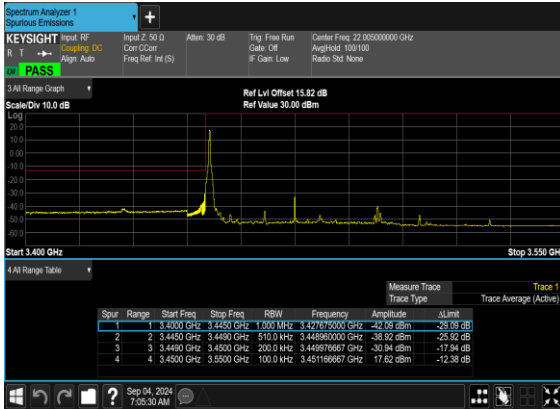 Spectrum Analyzer 1
Spurious Emissions
+
KEYSIGHT Input: RF Input Z: 50 Ω Atten: 30 dB Trig: Free Run Center Freq: 22.005000000 GHz
R T Coupling: DC Corr CCorr Gate: Off Avg|Hold: 100/100
Align: Auto Freq Ref: Int (S) IF Gain: Low Radio Std: None
PASS
3 All Range Graph Ref Lvl Offset 15.82 dB
Scale/Div 10.0 dB Ref Value 30.00 dBm
Log
20.0
10.0
0.00
-10.0
-20.0
-30.0
-40.0
-50.0
-60.0
Start 3.400 GHz Stop 3.550 GH
4 All Range Table
Measure Trace Trace 1
Trace Type Trace Average (Active)
Spur Range Start Freq Stop Freq RBW Frequency Amplitude ΔLimit
1 1 3.4000 GHz 3.4450 GHz 1.000 MHz 3.427675000 GHz -42.09 dBm -29.09 dB
2 2 3.4450 GHz 3.4490 GHz 510.0 kHz 3.448960000 GHz -38.92 dBm -25.92 dB
3 3 3.4490 GHz 3.4500 GHz 200.0 kHz 3.449976667 GHz -30.94 dBm -17.94 dB
4 4 3.4500 GHz 3.5500 GHz 100.0 kHz 3.451166667 GHz 17.62 dBm -12.38 dB
? Sep 04, 2024
7:05:30 AM